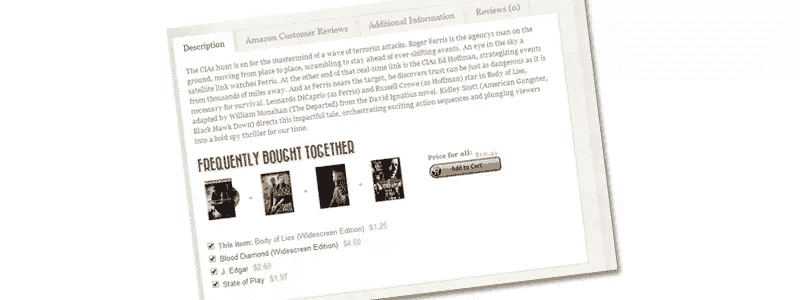 Description
Amazon Customer Reviews
Additional Information
Reviews (0)
The CIAs hunt is on for the mastermind of a wave of terrorist attacks. Roger Ferris is the agencys man on the
ground, moving from place to place, scrambling to stay ahead of ever-shifting events. An eye in the sky a
satellite link watches Ferris. At the other end of that real-time link is the CIAs Ed Hoffman, strategizing events
from thousands of miles away. And as Ferris nears the target, he discovers trust can be just as dangerous as it is
necessary for survival. Leonardo DiCaprio (as Ferris) and Russell Crowe (as Hoffman) star in Body of Lies,
adapted by William Monahan (The Departed) from the David Ignatius novel. Ridley Scott (American Gangster,
Black Hawk Down) directs this impactful tale, orchestrating exciting action sequences and plunging viewers
into a bold spy thriller for our time.
FREQUENTLY BOUGHT TOGETHER
Price for all:
Add to Cart
This item: Body of Lies (Widescreen Edition) $1.25
Blood Diamond (Widescreen Edition) $4.50
J. Edgar $2.69
State of Play $1.97